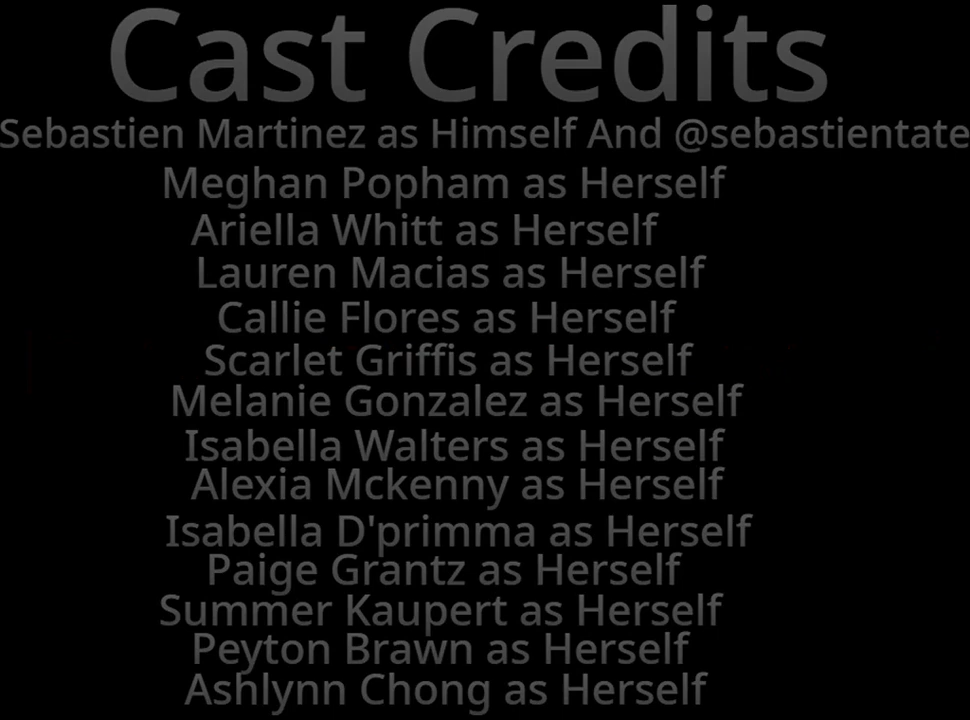 Cast Credits
Sebastien Martinez as Himself And @sebastientate
Meghan Popham as Herself
Ariella Whitt as Herself
Lauren Macias as Herself
Callie Flores as Herself
Scarlet Griffis as Herself
Melanie Gonzalez as Herself
Isabella Walters as Herself
Alexia Mckenny as Herself
Isabella D'primma as Herself
Paige Grantz as Herself
Summer Kaupert as Herself
Peyton Brawn as Herself
Ashlynn Chong as Herself